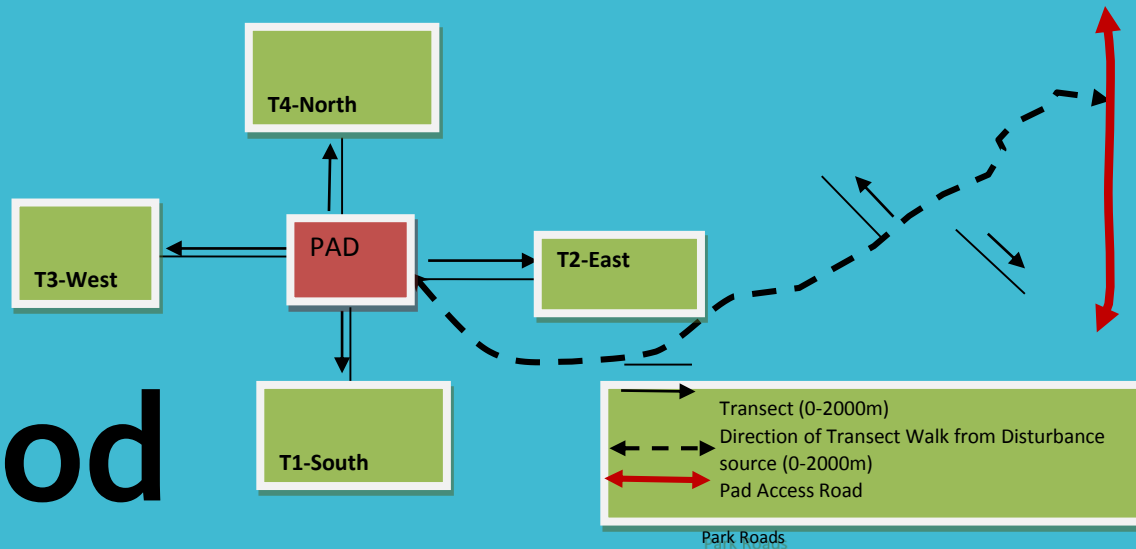 T4-North
PAD
T3-West
T2-East
T1-South
od
Transect (0-2000m)
Direction of Transect Walk from Disturbance
source (0-2000m)
Pad Access Road
Park Roads